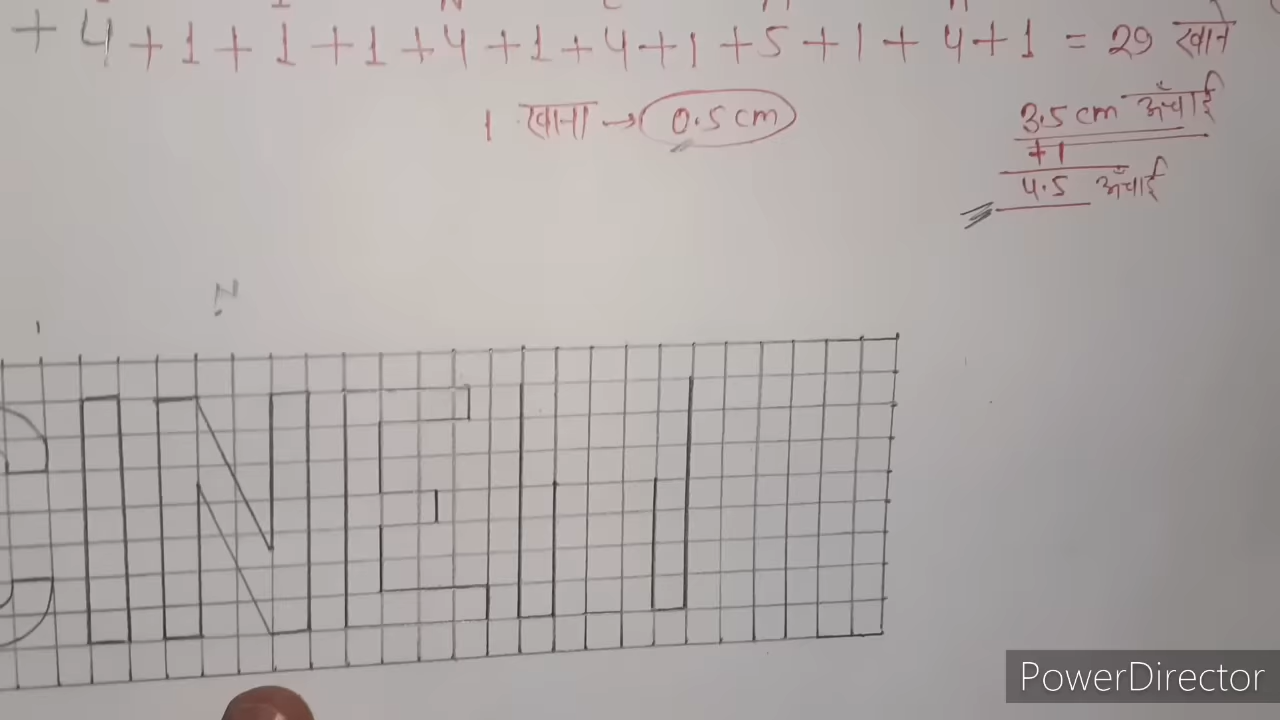 + 4 + 1 + 1 + 1 + 4 + 1 + 4 + 1 + 5 + 1 + 4 + 1 = 29 खाने
1 खाना → 0.5 cm
3.5 cm ऊँचाई
+1
4.5 ऊँचाई
N
INE
PowerDirector